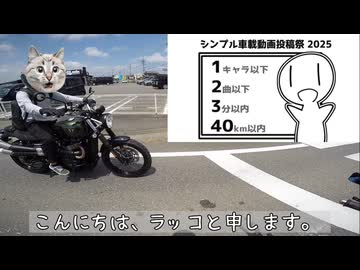 シンプル車載動画投稿祭 2025
1キャラ以下
2曲以下
3分以内
40km以内
こんにちは、ラッコと申します。